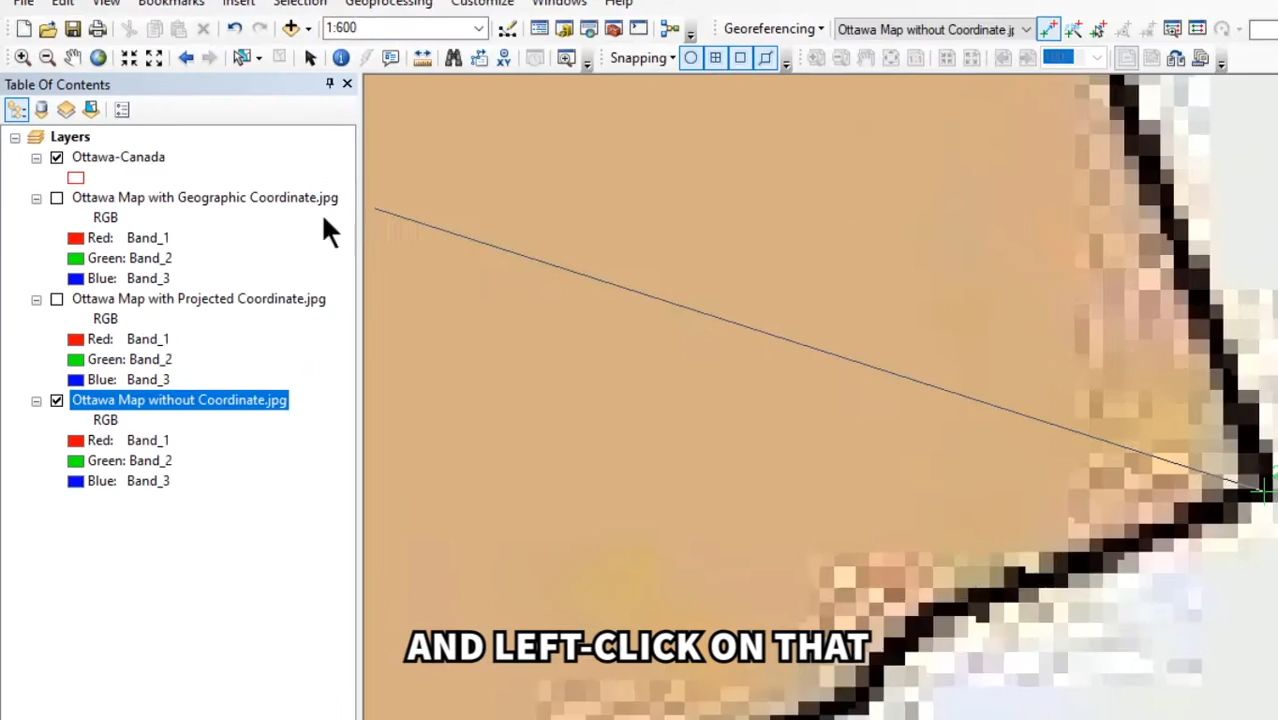 File Edit View Bookmarks Insert Selection Geoprocessing Customize Windows Help
1:600
Georeferencing
Ottawa Map without Coordinate.j
Snapping
Table Of Contents
Layers
Ottawa-Canada
Ottawa Map with Geographic Coordinate.jpg
RGB
Red: Band_1
Green: Band_2
Blue: Band_3
Ottawa Map with Projected Coordinate.jpg
RGB
Red: Band_1
Green: Band_2
Blue: Band_3
Ottawa Map without Coordinate.jpg
RGB
Red: Band_1
Green: Band_2
Blue: Band_3
AND LEFT-CLICK ON THAT